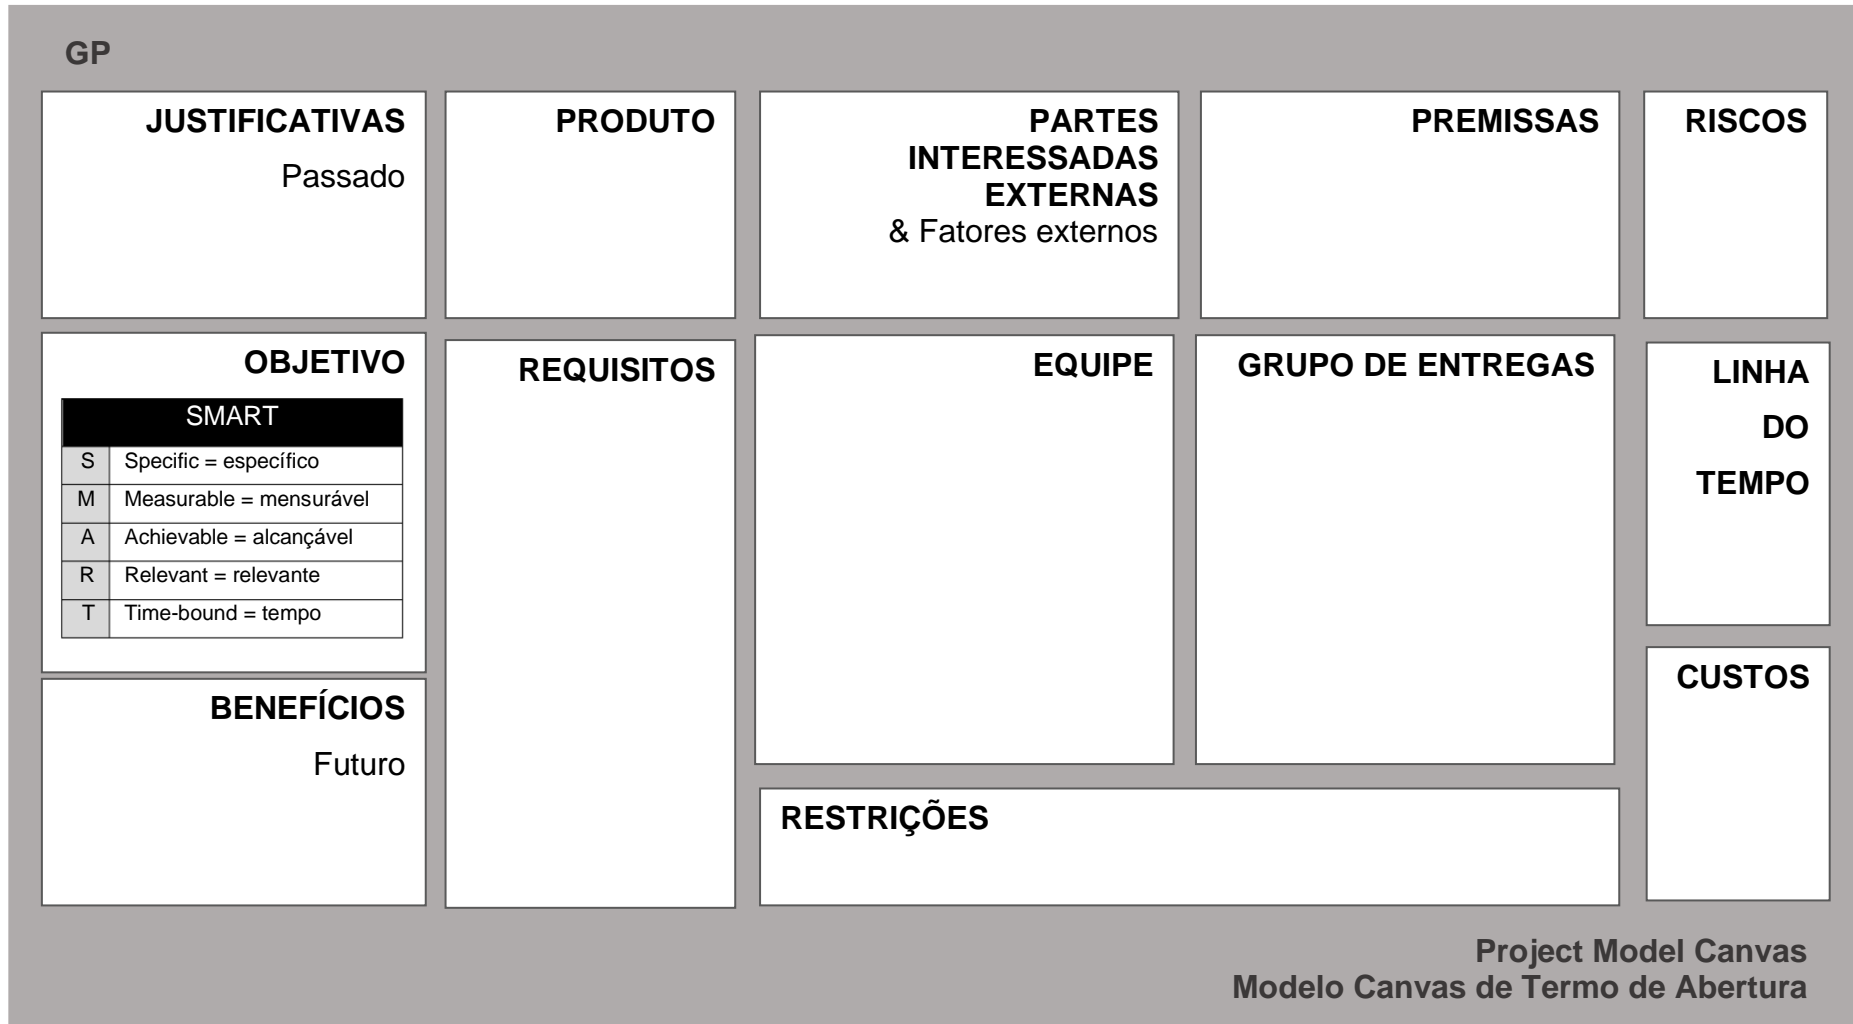 GP
JUSTIFICATIVAS
Passado
PRODUTO
PARTES
INTERESSADAS
EXTERNAS
& Fatores externos
PREMISSAS
RISCOS
OBJETIVO
SMART
S Specific = específico
M Measurable = mensurável
A Achievable = alcançável
R Relevant = relevante
T Time-bound = tempo
REQUISITOS
EQUIPE
GRUPO DE ENTREGAS
LINHA
DO
TEMPO
BENEFÍCIOS
Futuro
RESTRIÇÕES
CUSTOS
Project Model Canvas
Modelo Canvas de Termo de Abertura